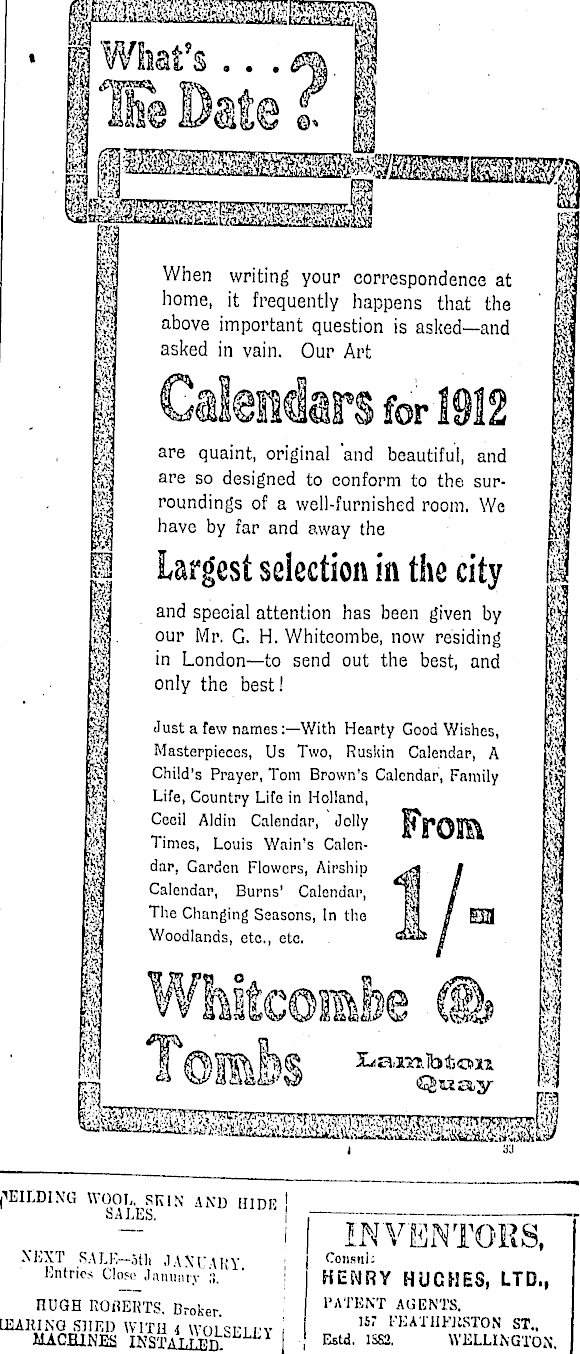 What's . . . ?
The Date
When writing your correspondence at
home, it frequently happens that the
above important question is asked—and
asked in vain. Our Art
Calendars for 1912
are quaint, original and beautiful, and
are so designed to conform to the sur-
roundings of a well-furnished room. We
have by far and away the
Largest selection in the city
and special attention has been given by
our Mr. G. H. Whitcombe, now residing
in London—to send out the best, and
only the best!
Just a few names:—With Hearty Good Wishes,
Masterpieces, Us Two, Ruskin Calendar, A
Child's Prayer, Tom Brown's Calendar, Family
Life, Country Life in Holland,
Cecil Aldin Calendar, Jolly
Times, Louis Wain's Calen-
dar, Garden Flowers, Airship
Calendar, Burns' Calendar,
The Changing Seasons, In the
Woodlands, etc., etc.
From
1/-
Whitcombe &
Tombs
Lambton
Quay
33
FEILDING WOOL, SKIN AND HIDE
SALES.
NEXT SALE—5th JANUARY.
Entries Close January 3.
HUGH ROBERTS, Broker.
SHED WITH 4 WOLSELEY
MACHINES INSTALLED.
INVENTORS,
Consult
HENRY HUGHES, LTD.,
PATENT AGENTS,
157 FEATHERSTON ST.,
Estd. 1882. WELLINGTON.